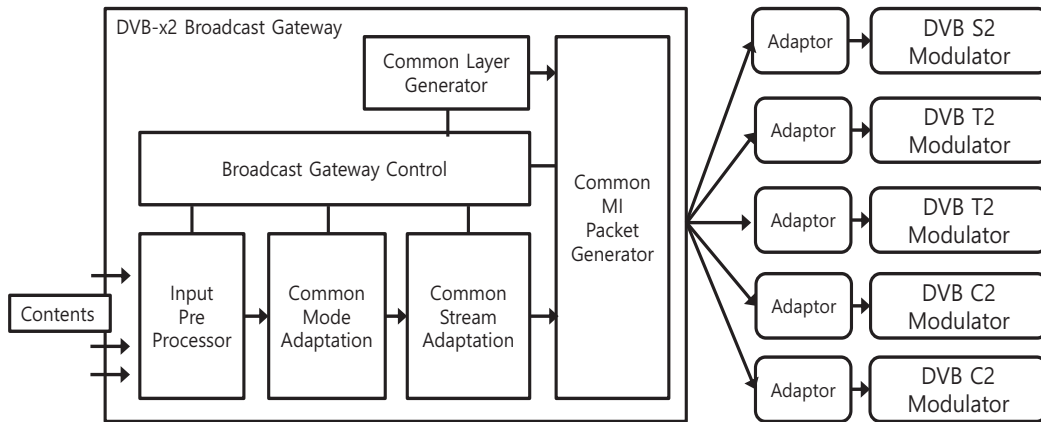 DVB-x2 Broadcast Gateway
Common Layer
Generator
Broadcast Gateway Control
Common
MI
Packet
Generator
Contents
Input
Pre
Processor
Common
Mode
Adaptation
Common
Stream
Adaptation
Adaptor
DVB S2
Modulator
Adaptor
DVB T2
Modulator
Adaptor
DVB T2
Modulator
Adaptor
DVB C2
Modulator
Adaptor
DVB C2
Modulator